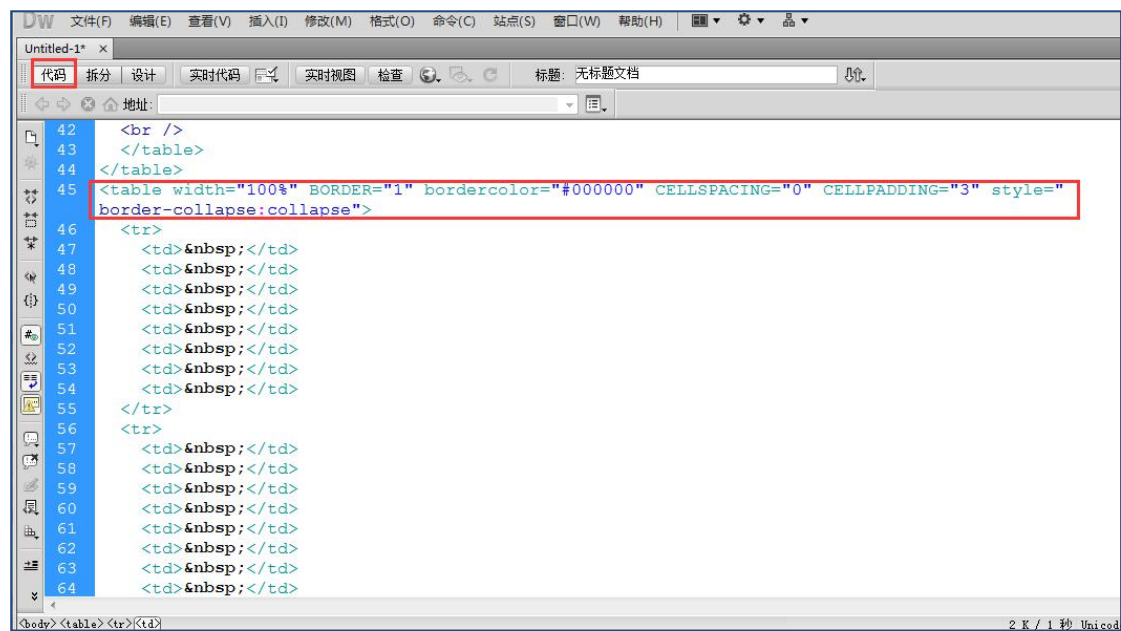 DW 文件(F) 编辑(E) 查看(V) 插入(I) 修改(M) 格式(O) 命令(C) 站点(S) 窗口(W) 帮助(H)
Untitled-1* ×
代码 拆分 设计 实时代码 实时视图 检查 标题: 无标题文档
地址:
42 <br />
43 </table>
44 </table>
45 <table width="100%" BORDER="1" bordercolor="#000000" CELLSPACING="0" CELLPADDING="3" style="
border-collapse:collapse">
46 <tr>
47 <td>&nbsp;</td>
48 <td>&nbsp;</td>
49 <td>&nbsp;</td>
50 <td>&nbsp;</td>
51 <td>&nbsp;</td>
52 <td>&nbsp;</td>
53 <td>&nbsp;</td>
54 <td>&nbsp;</td>
55 </tr>
56 <tr>
57 <td>&nbsp;</td>
58 <td>&nbsp;</td>
59 <td>&nbsp;</td>
60 <td>&nbsp;</td>
61 <td>&nbsp;</td>
62 <td>&nbsp;</td>
63 <td>&nbsp;</td>
64 <td>&nbsp;</td>
<body> <table> <tr> <td> 2 K / 1 秒 Unicod